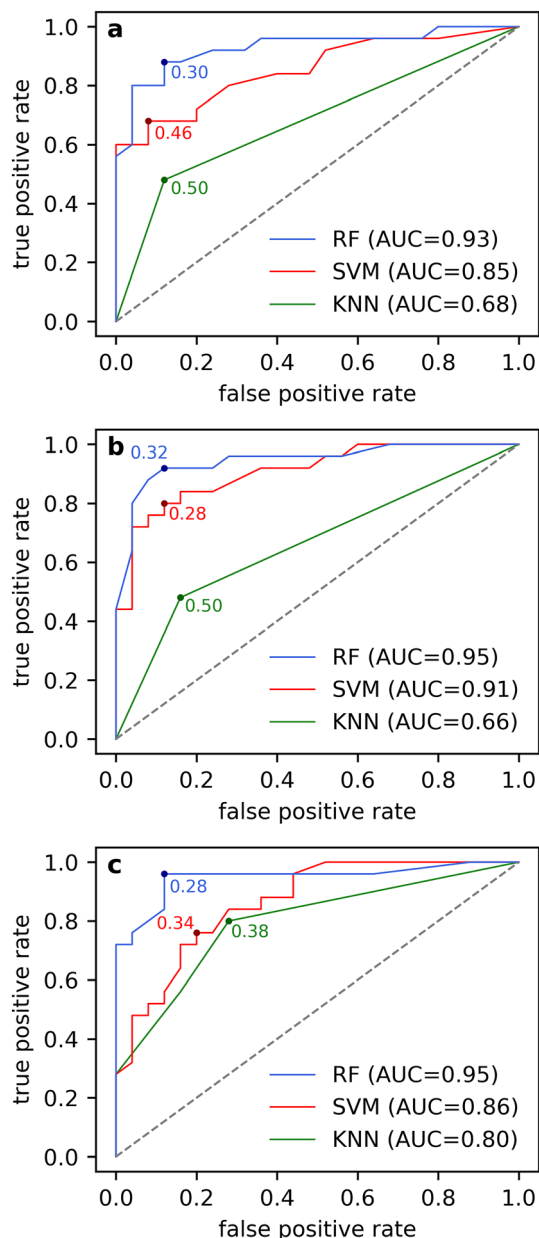 a
1.0
0.8
0.6
0.4
0.2
0.0
true positive rate
0.30
0.46
0.50
RF (AUC=0.93)
SVM (AUC=0.85)
KNN (AUC=0.68)
0.0 0.2 0.4 0.6 0.8 1.0
false positive rate
b
1.0
0.8
0.6
0.4
0.2
0.0
true positive rate
0.32
0.28
0.50
RF (AUC=0.95)
SVM (AUC=0.91)
KNN (AUC=0.66)
0.0 0.2 0.4 0.6 0.8 1.0
false positive rate
c
1.0
0.8
0.6
0.4
0.2
0.0
true positive rate
0.28
0.34
0.38
RF (AUC=0.95)
SVM (AUC=0.86)
KNN (AUC=0.80)
0.0 0.2 0.4 0.6 0.8 1.0
false positive rate